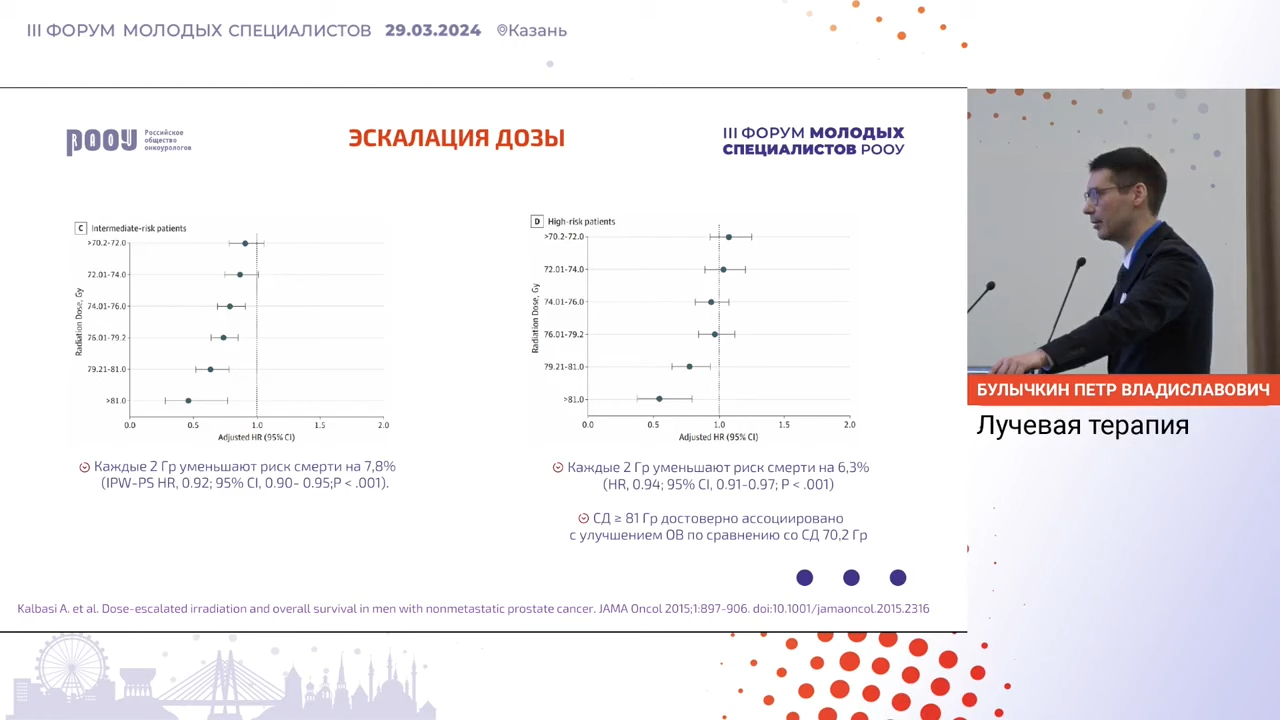 III ФОРУМ МОЛОДЫХ СПЕЦИАЛИСТОВ 29.03.2024 Казань
РООУ
Российское
общество
онкоурологов
ЭСКАЛАЦИЯ ДОЗЫ
III ФОРУМ МОЛОДЫХ
СПЕЦИАЛИСТОВ РООУ
C Intermediate-risk patients
Radiation Dose, Gy
>70.2-72.0
72.01-74.0
74.01-76.0
76.01-79.2
79.21-81.0
>81.0
0.0 0.5 1.0 1.5 2.0
Adjusted HR (95% CI)
D High-risk patients
Radiation Dose, Gy
>70.2-72.0
72.01-74.0
74.01-76.0
76.01-79.2
79.21-81.0
>81.0
0.0 0.5 1.0 1.5 2.0
Adjusted HR (95% CI)
Каждые 2 Гр уменьшают риск смерти на 7,8%
(IPW-PS HR, 0.92; 95% CI, 0.90- 0.95;P < .001).
Каждые 2 Гр уменьшают риск смерти на 6,3%
(HR, 0.94; 95% CI, 0.91-0.97; P < .001)
СД ≥ 81 Гр достоверно ассоциировано
с улучшением ОВ по сравнению со СД 70,2 Гр
Kalbasi A. et al. Dose-escalated irradiation and overall survival in men with nonmetastatic prostate cancer. JAMA Oncol 2015;1:897-906. doi:10.1001/jamaoncol.2015.2316
БУЛЫЧКИН ПЕТР ВЛАДИСЛАВОВИЧ
Лучевая терапия